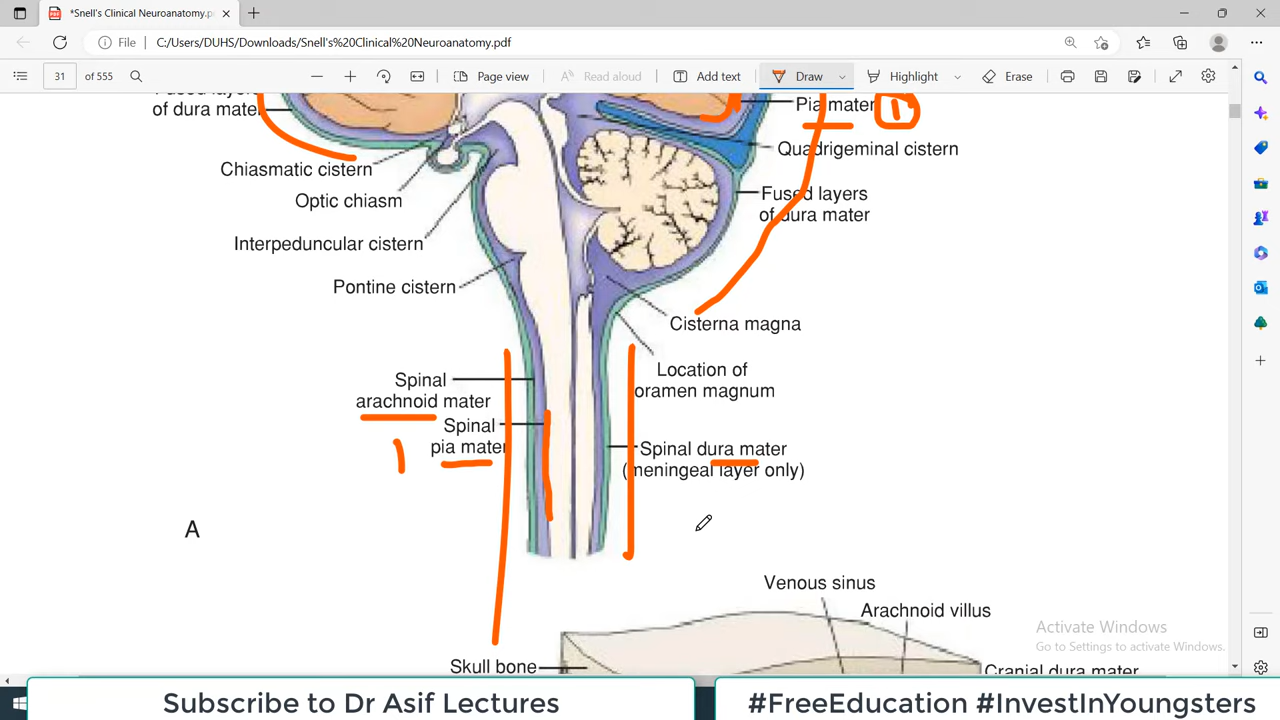 *Snell's Clinical Neuroanatomy.p
File C:/Users/DUHS/Downloads/Snell's%20Clinical%20Neuroanatomy.pdf
31 of 555
Page view
Read aloud
Add text
Draw
Highlight
Erase
of dura mater
Pia mater
1
Chiasmatic cistern
Quadrigeminal cistern
Optic chiasm
Fused layers
of dura mater
Interpeduncular cistern
Pontine cistern
Cisterna magna
Location of
oramen magnum
Spinal
arachnoid mater
Spinal
pia mater
1
Spinal dura mater
(meningeal layer only)
A
Venous sinus
Arachnoid villus
Skull bone
Cranial dura mater
Activate Windows
Go to Settings to activate Windows.
Subscribe to Dr Asif Lectures
#FreeEducation #InvestInYoungsters